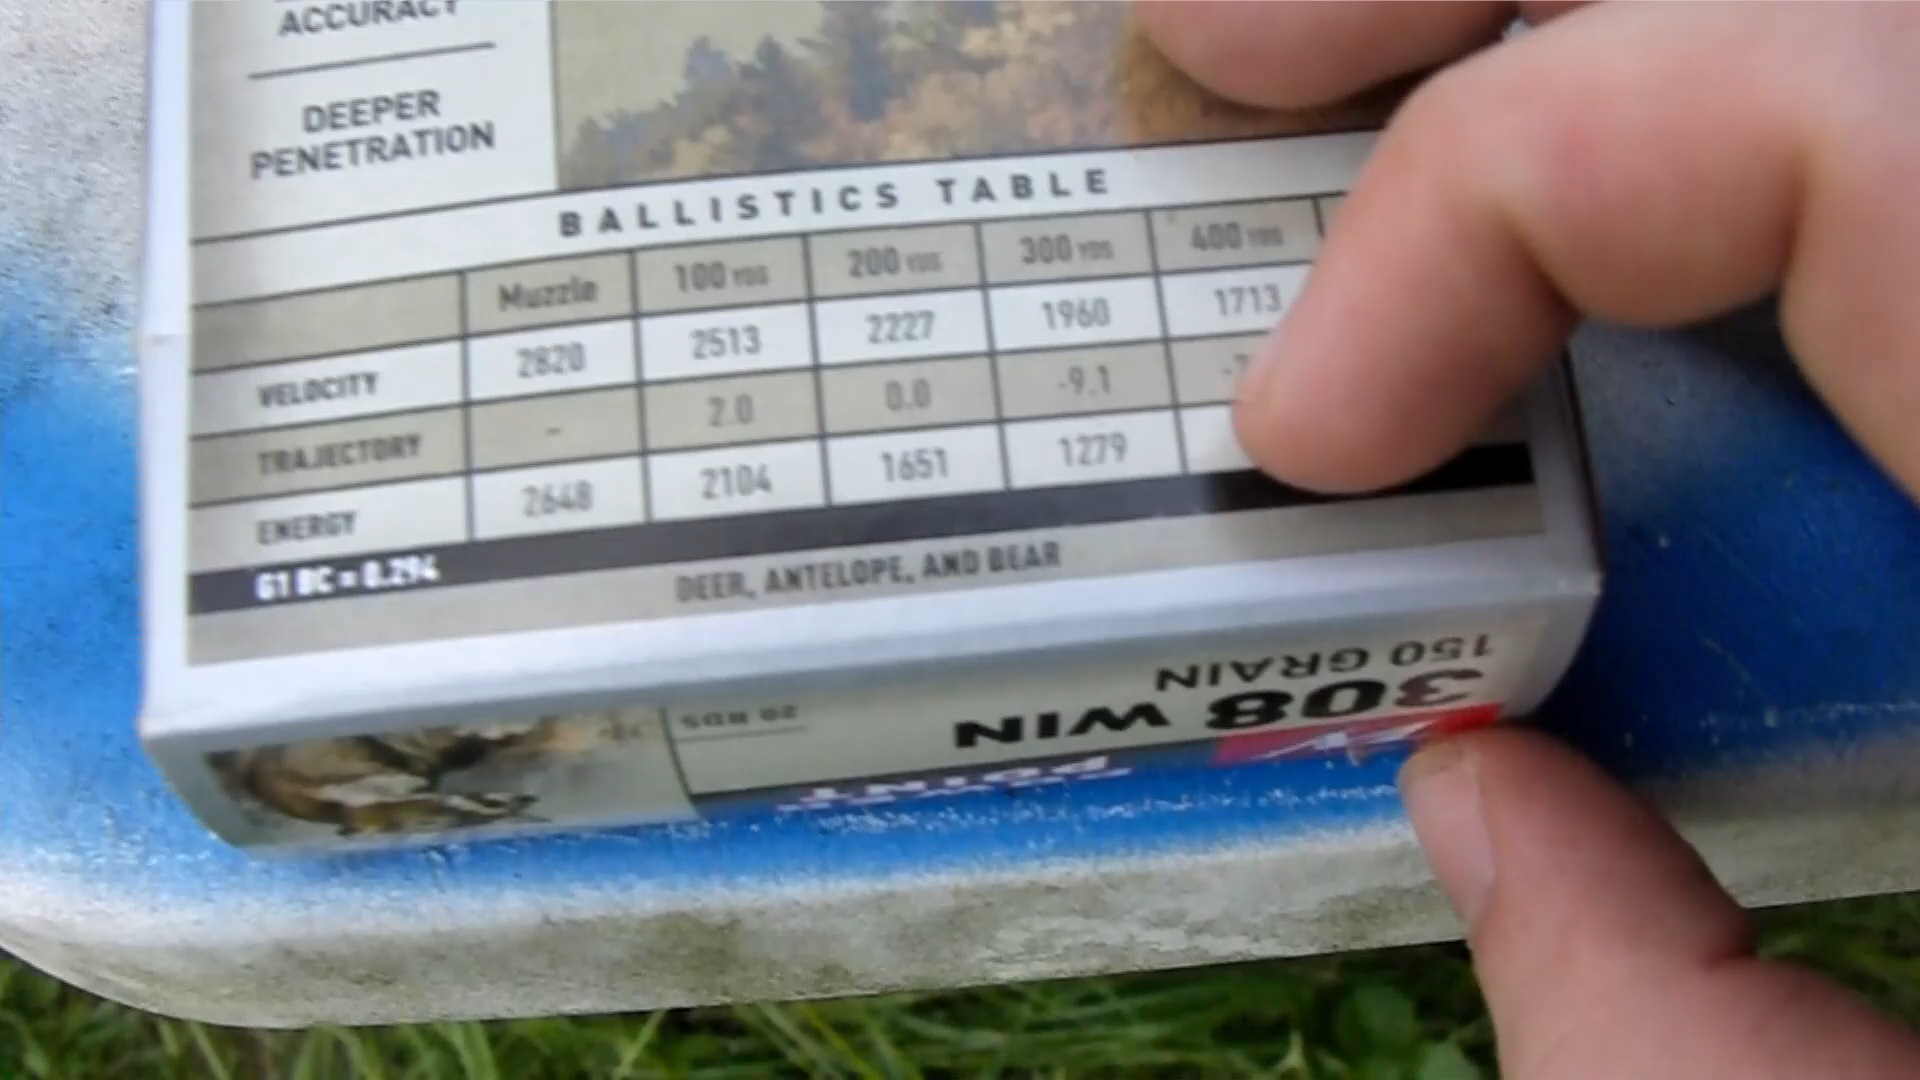 ACCURACY
DEEPER
PENETRATION
BALLISTICS TABLE
Muzzle 100 YDS 200 YDS 300 YDS 400 YDS
VELOCITY 2820 2513 2227 1960 1713
TRAJECTORY - 2.0 0.0 -9.1
ENERGY 2648 2104 1651 1279
G1 BC = 0.294
DEER, ANTELOPE, AND BEAR
150 GRAIN
308 WIN
20 RDS
POINT